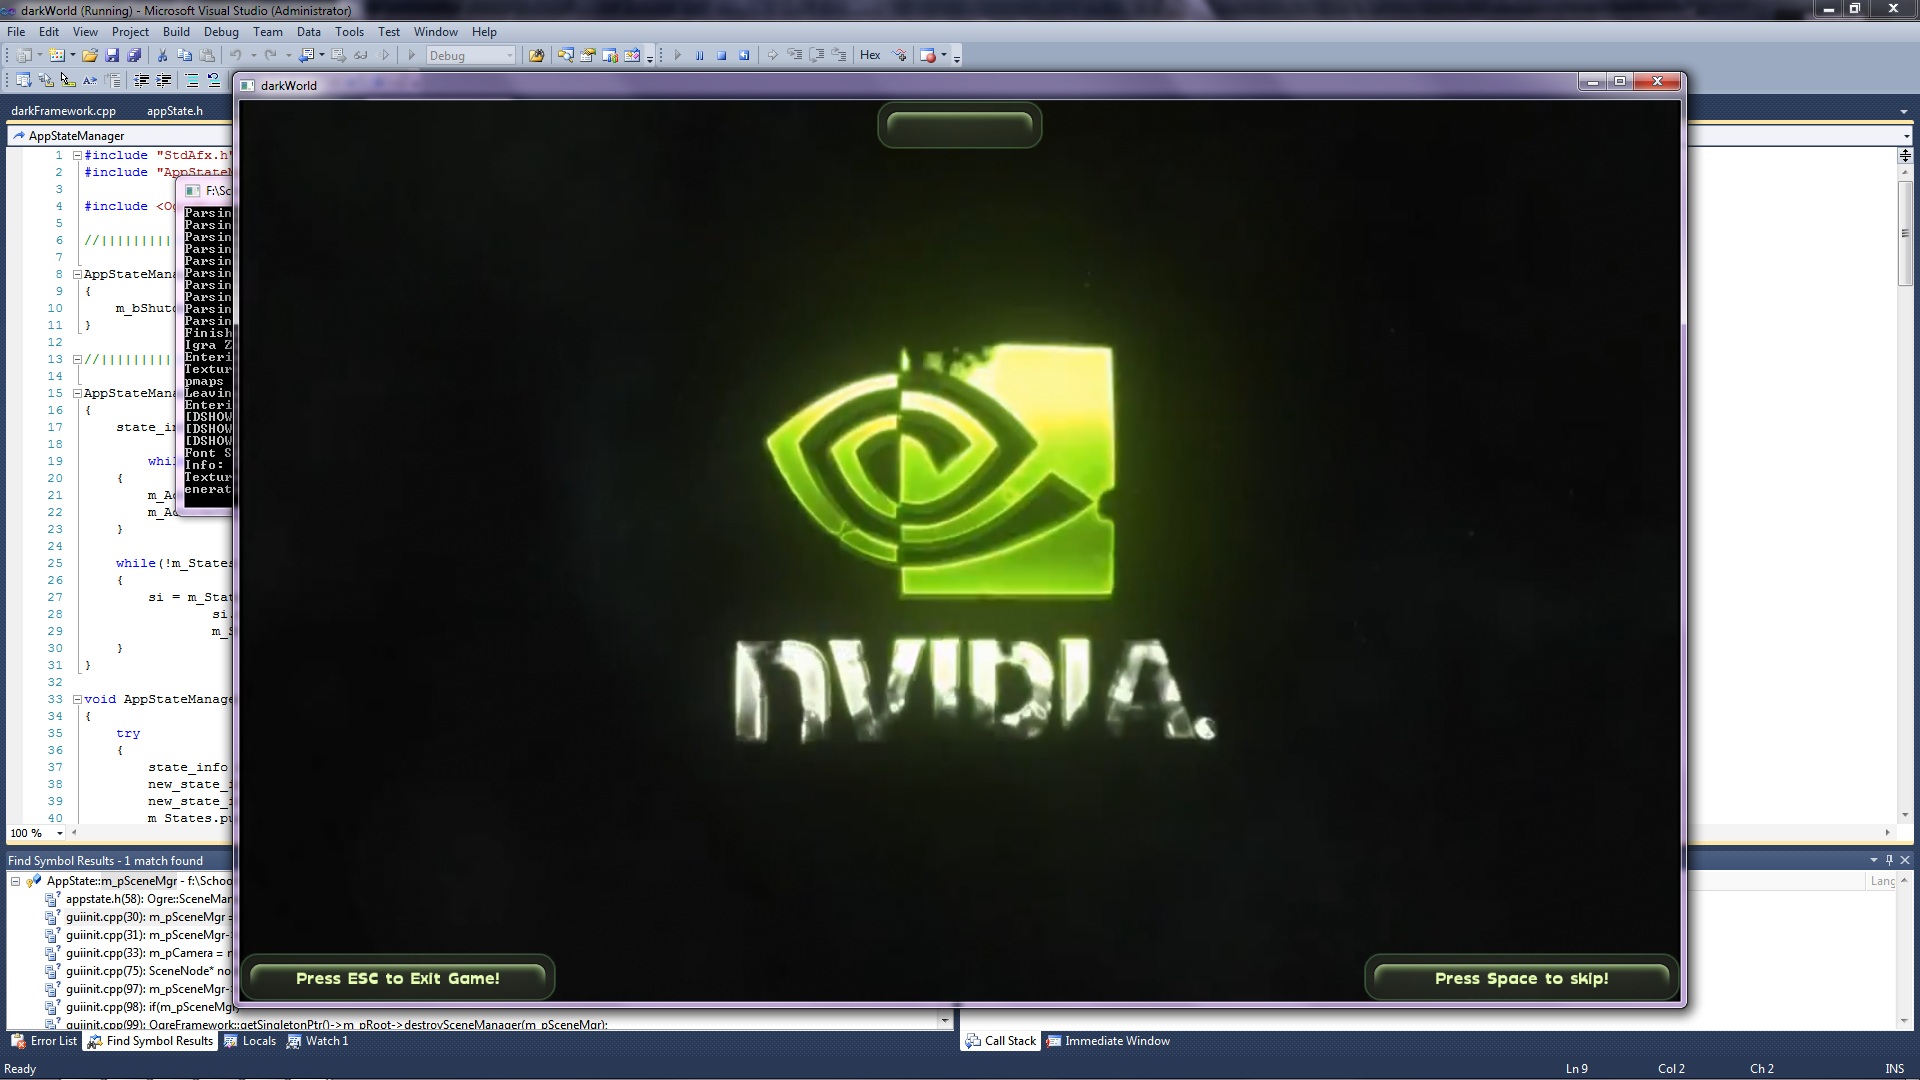 darkWorld (Running) - Microsoft Visual Studio (Administrator)
File Edit View Project Build Debug Team Data Tools Test Window Help
Debug
Hex
darkWorld
darkFramework.cpp appState.h
AppStateManager
1 #include "StdAfx.h"
2 #include "AppStateM
3
4 #include <O
5
6 //||||||||||
7
8 AppStateMana
9 {
10 m_bShut
11 }
12
13 //||||||||||
14
15 AppStateMana
16 {
17 state_in
18
19 whil
20 {
21 m_Ac
22 m_Ac
23 }
24
25 while(!m_States
26 {
27 si = m_Stat
28 si.
29 m_S
30 }
31 }
32
33 void AppStateManage
34 {
35 try
36 {
37 state_info
38 new_state_i
39 new_state_i
40 m_States.pu
100 %
F:\Sc
Parsin
Parsin
Parsin
Parsin
Parsin
Parsin
Parsin
Parsin
Parsin
Parsin
Finish
Igra Z
Enteri
Textur
pmaps
Leavin
Enteri
[DSHOW
[DSHOW
[DSHOW
Font S
Info:
Textur
enerat
NVIDIA.
Press ESC to Exit Game!
Press Space to skip!
Find Symbol Results - 1 match found
AppState::m_pSceneMgr - f:\Schoo
appstate.h(58): Ogre::SceneMan
guiinit.cpp(30): m_pSceneMgr =
guiinit.cpp(31): m_pSceneMgr-
guiinit.cpp(33): m_pCamera = m
guiinit.cpp(75): SceneNode* no
guiinit.cpp(97): m_pSceneMgr-
guiinit.cpp(98): if(m_pSceneMgr)
guiinit.cpp(99): OgreFramework::getSingletonPtr()->m_pRoot->destroySceneManager(m_pSceneMgr);
Lang
Error List Find Symbol Results Locals Watch 1
Call Stack Immediate Window
Ready Ln 9 Col 2 Ch 2 INS